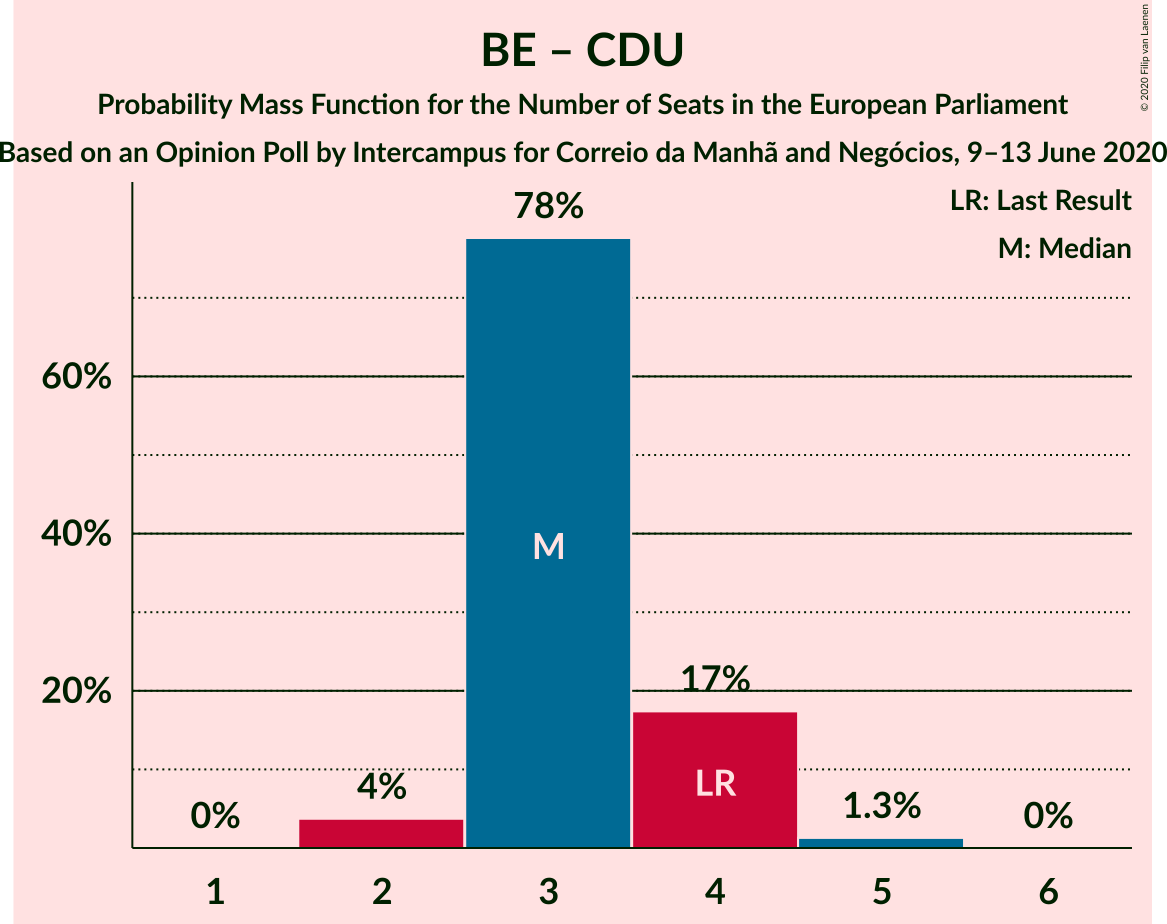 BE – CDU
Probability Mass Function for the Number of Seats in the European Parliament
Based on an Opinion Poll by Intercampus for Correio da Manhã and Negócios, 9–13 June 2020
© 2020 Filip van Laenen
LR: Last Result
M: Median
78%
60%
40%
M
20%
17%
LR
4%
1.3%
0%
0%
1 2 3 4 5 6